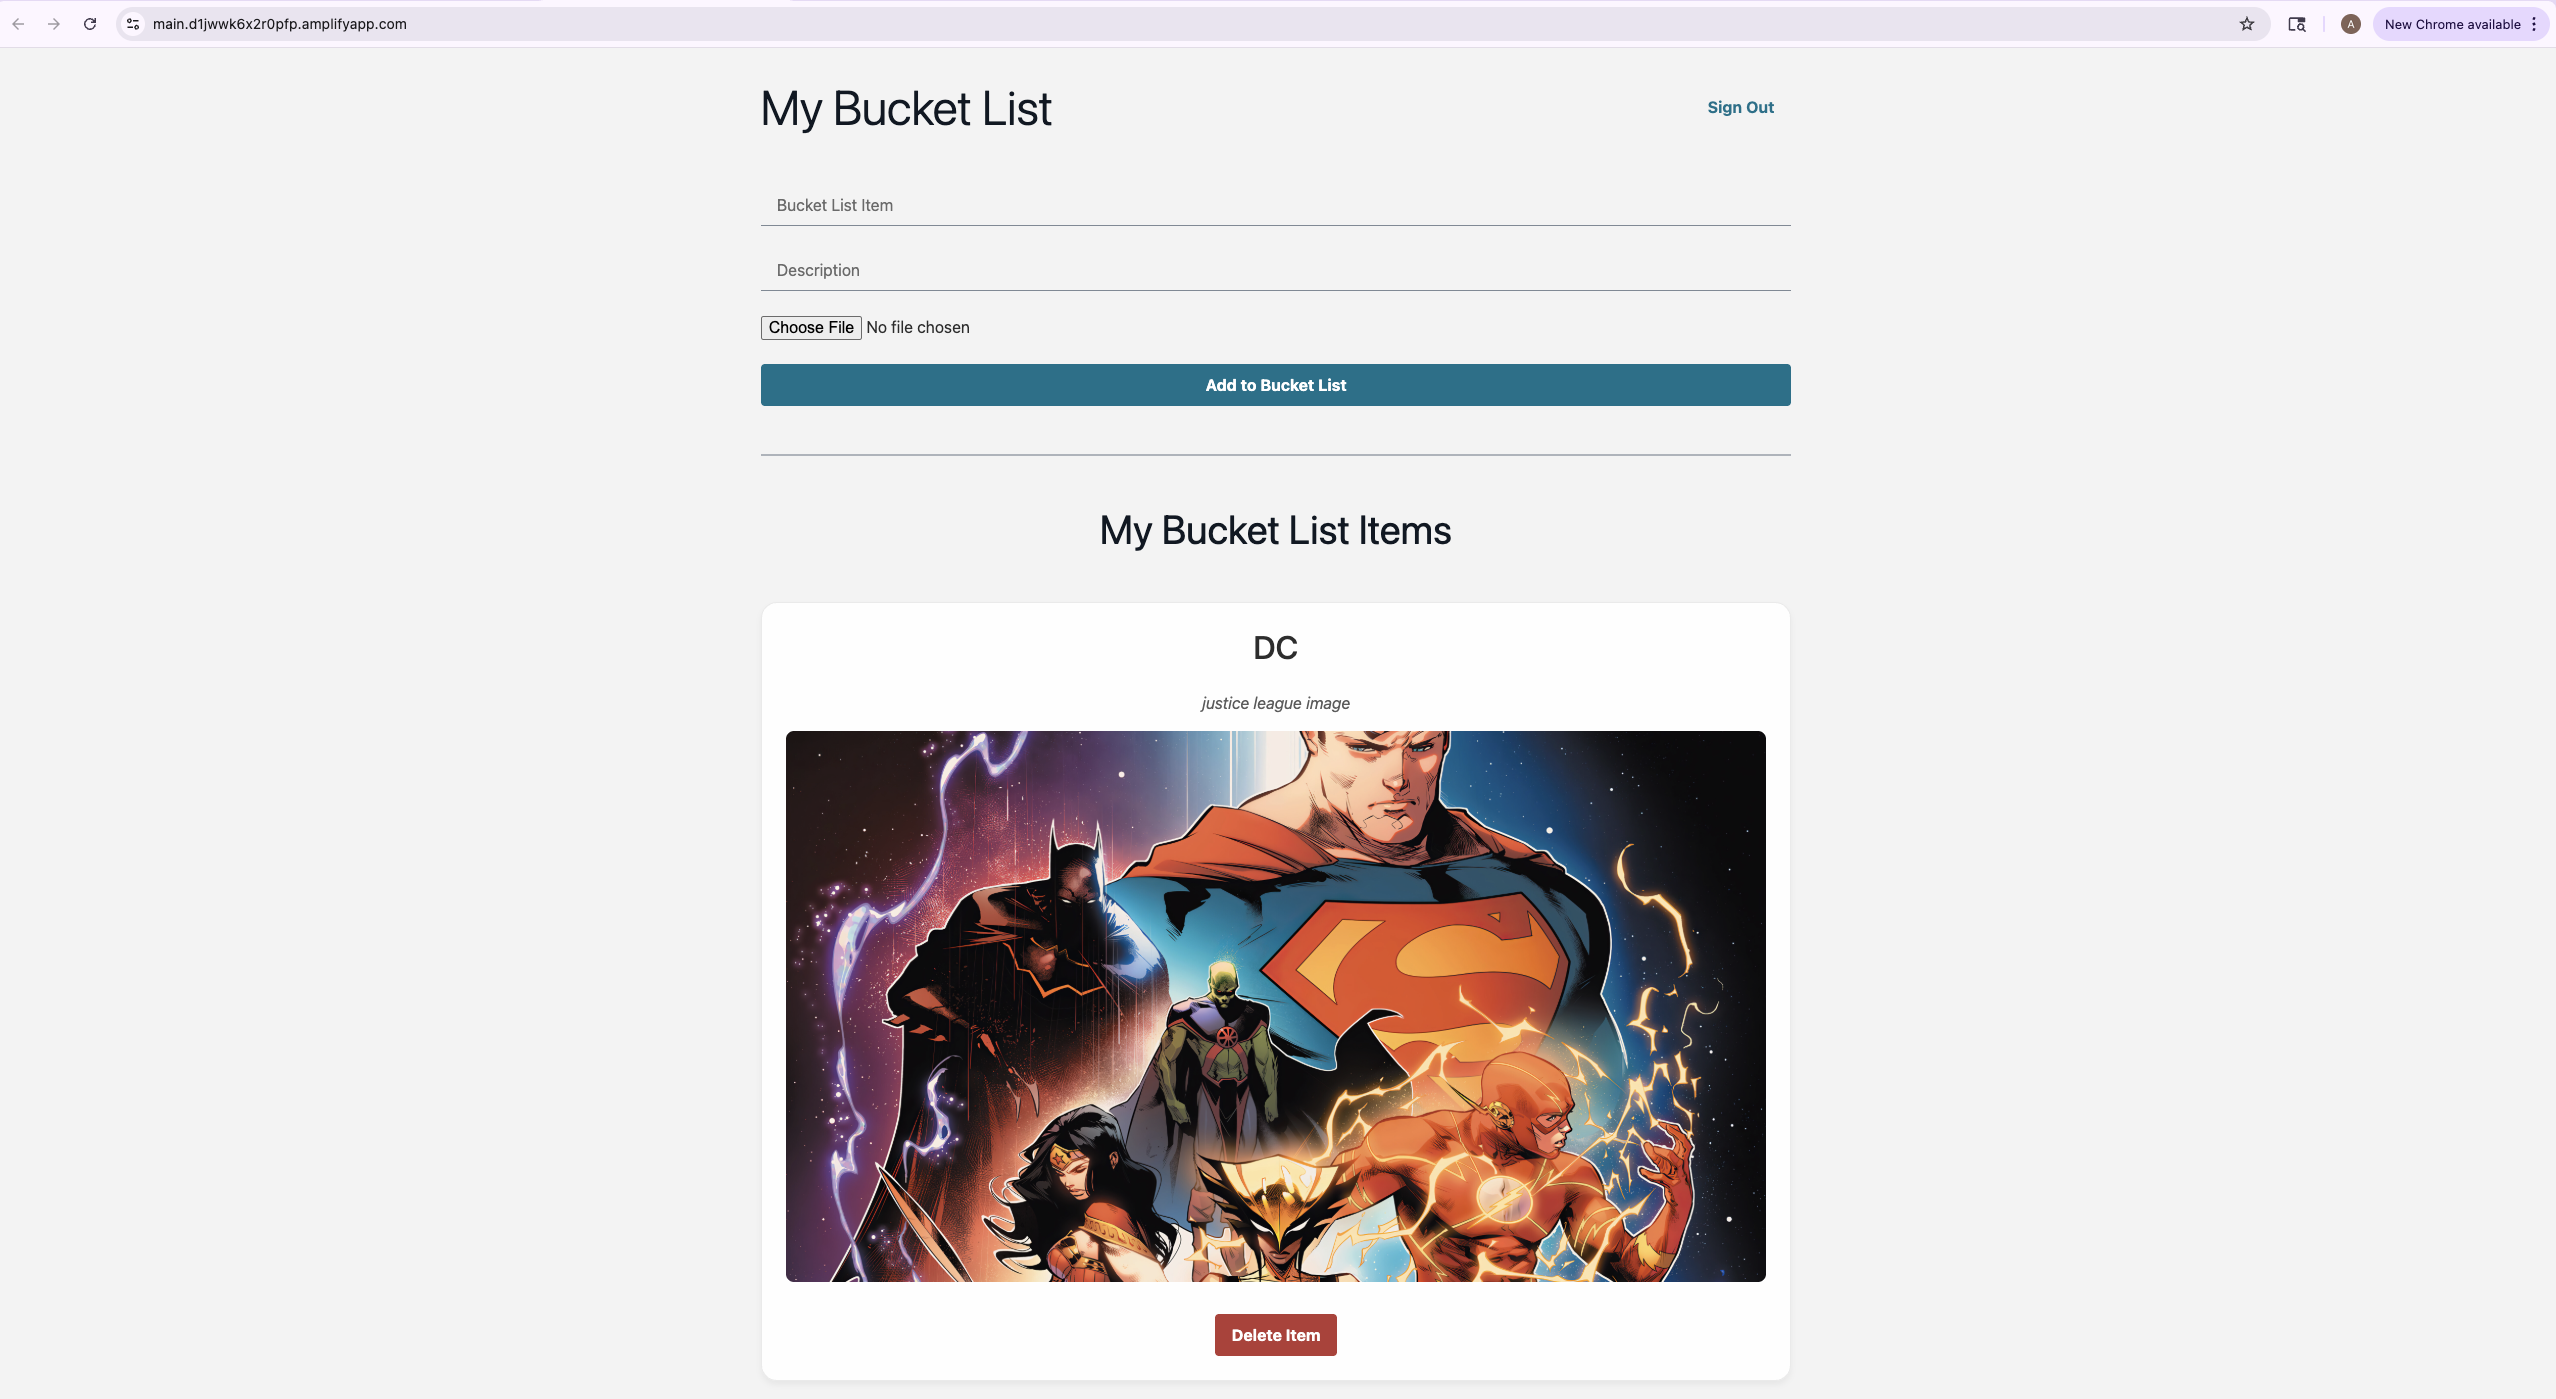 main.d1jwwk6x2r0pfp.amplifyapp.com
A
New Chrome available
My Bucket List
Sign Out
Bucket List Item
Description
Choose File No file chosen
Add to Bucket List
My Bucket List Items
DC
justice league image
S
Delete Item